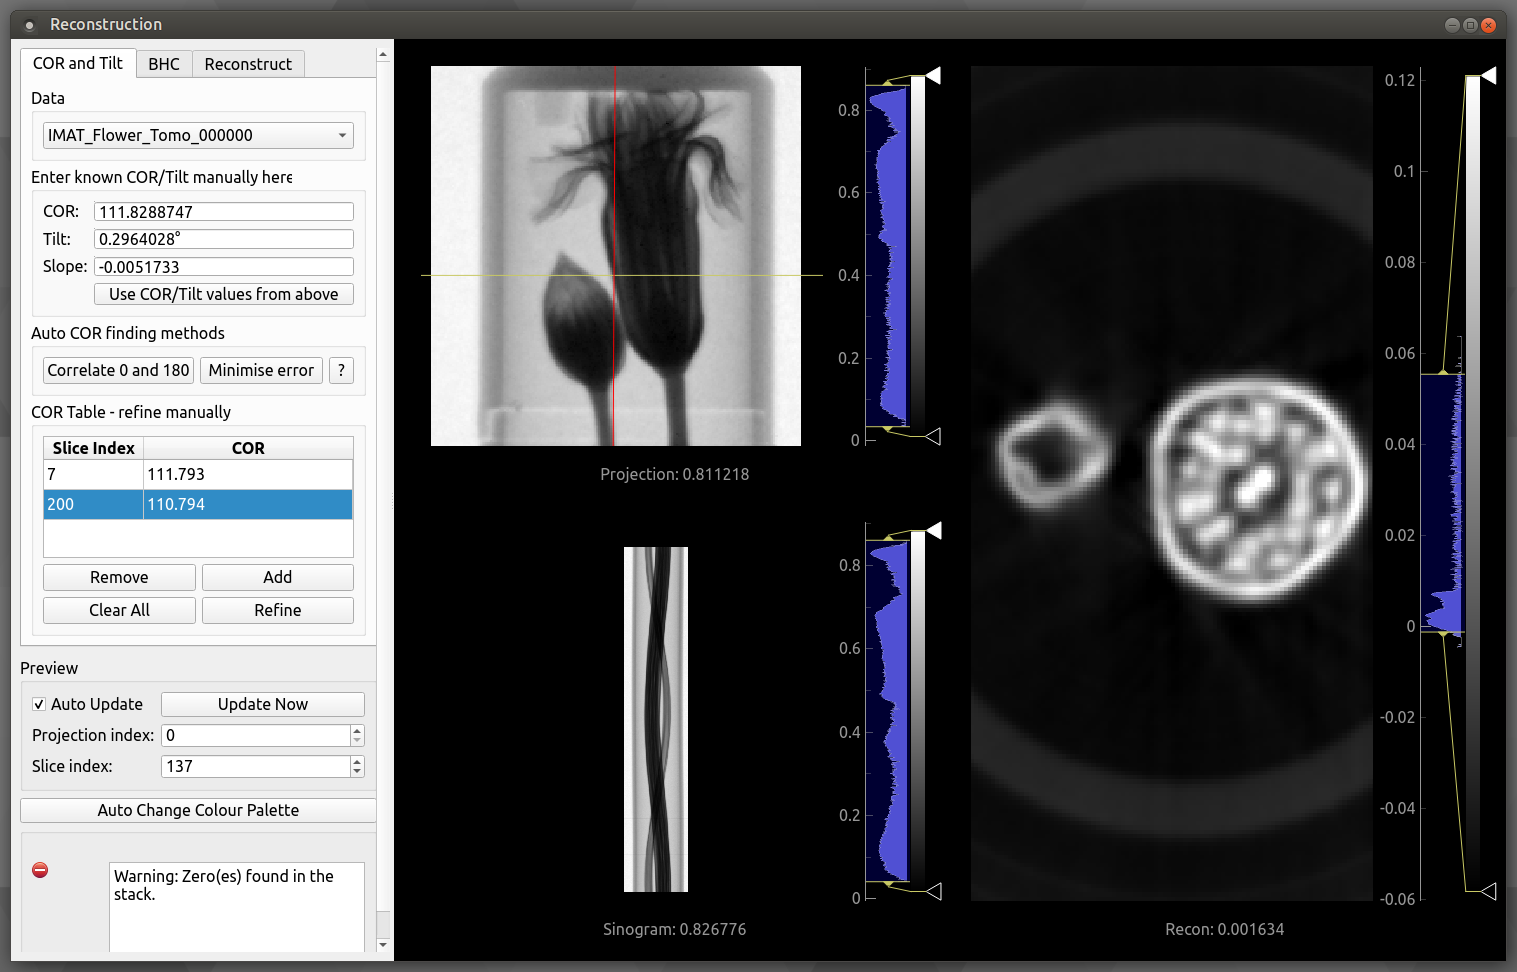 Reconstruction
COR and Tilt
BHC
Reconstruct
Data
IMAT_Flower_Tomo_000000
Enter known COR/Tilt manually here
COR: 111.8288747
Tilt: 0.2964028°
Slope: -0.0051733
Use COR/Tilt values from above
Auto COR finding methods
Correlate 0 and 180
Minimise error
?
COR Table - refine manually
Slice Index COR
7 111.793
200 110.794
Remove
Add
Clear All
Refine
Preview
Auto Update
Update Now
Projection index: 0
Slice index: 137
Auto Change Colour Palette
Warning: Zero(es) found in the
stack.
0.8
0.6
0.4
0.2
0
Projection: 0.811218
0.8
0.6
0.4
0.2
0
Sinogram: 0.826776
0.12
0.1
0.08
0.06
0.04
0.02
0
-0.02
-0.04
-0.06
Recon: 0.001634